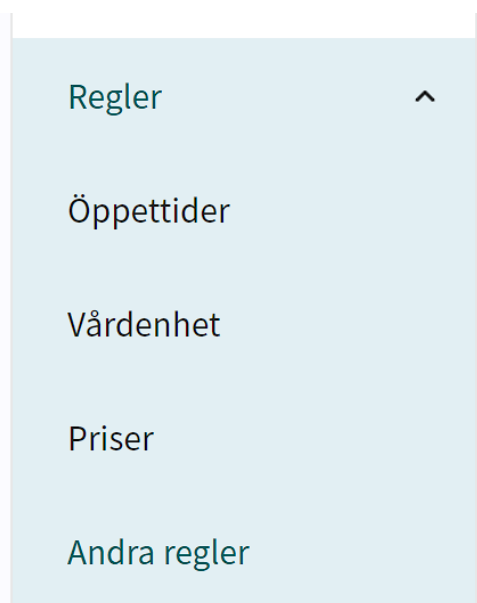 Regler
Öppettider
Vårdenhet
Priser
Andra regler